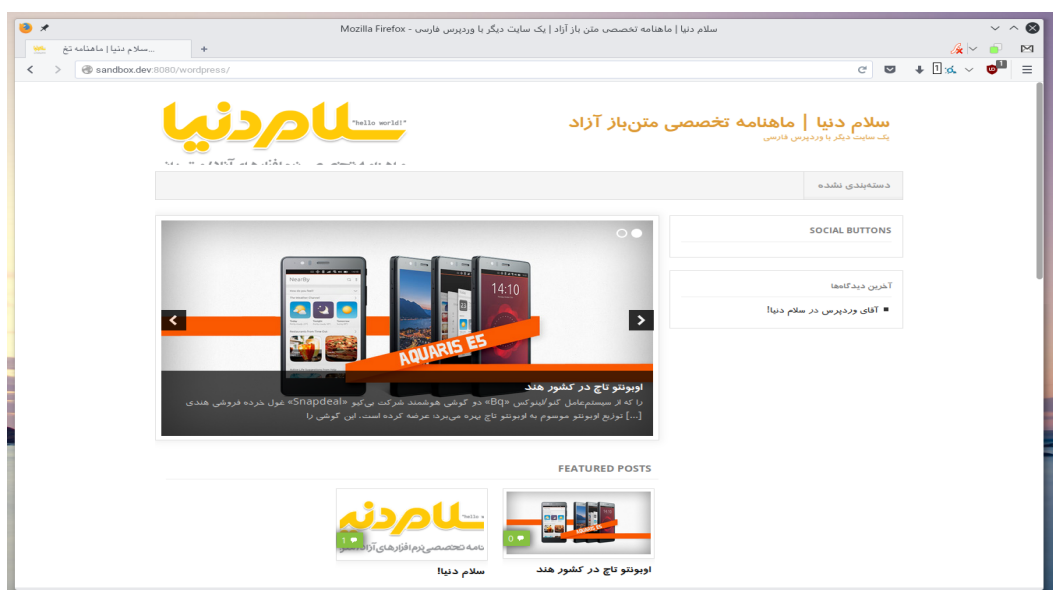 سلام دنیا | ماهنامه تخصصی متن باز آزاد | یک سایت دیگر با وردپرس فارسی - Mozilla Firefox
سلام دنیا | ماهنامه تخ...
sandbox.dev:8080/wordpress/
1
1
سلام دنیا | ماهنامه تخصصی متن‌باز آزاد
یک سایت دیگر با وردپرس فارسی
سلام دنیا
"hello world!"
دسته‌بندی نشده
SOCIAL BUTTONS
آخرین دیدگاه‌ها
آقای وردپرس در سلام دنیا!
Nearby
14:10
AQUARIS E5
اوبونتو تاچ در کشور هند
را که از سیستم‌عامل گنو/لینوکس «Bq» دو گوشی هوشمند شرکت بی‌کیو «Snapdeal» غول خرده فروشی هندی
توزیع اوبونتو موسوم به اوبونتو تاچ بهره می‌برد؛ عرضه کرده است. این گوشی را [...]
FEATURED POSTS
0
اوبونتو تاچ در کشور هند
1
سلام دنیا!